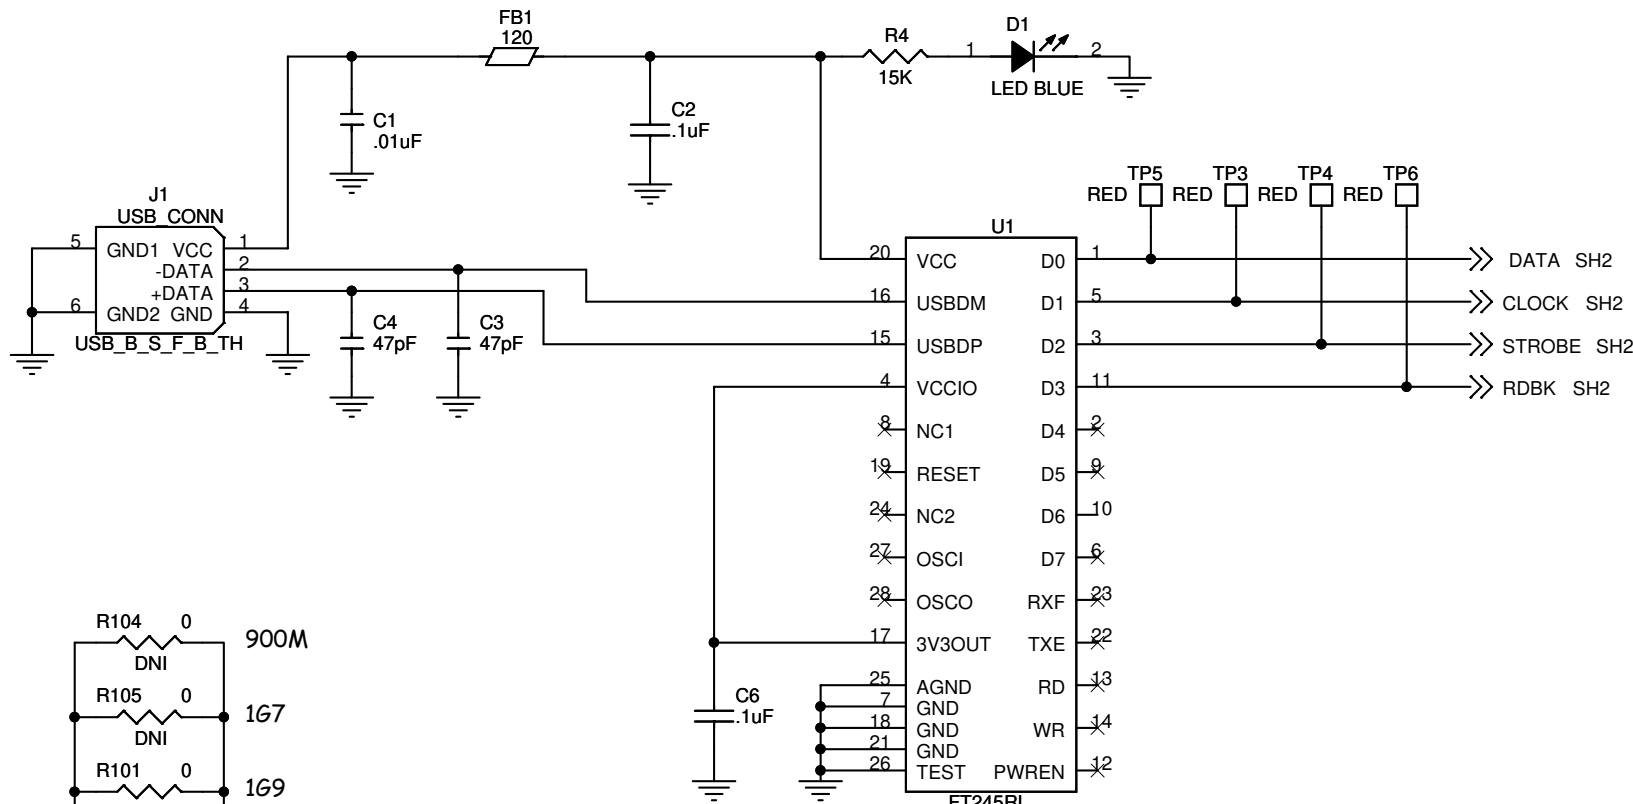 FB1
120
R4
15K
D1
1
2
LED BLUE
C1
.01uF
C2
.1uF
J1
USB_CONN
5
GND1
VCC
1
-DATA
2
+DATA
3
6
GND2
GND
4
USB_B_S_F_B_TH
C4
47pF
C3
47pF
TP5
RED
TP3
RED
TP4
RED
TP6
RED
U1
20
VCC
D0
1
DATA SH2
16
USBDM
D1
5
CLOCK SH2
15
USBDP
D2
3
STROBE SH2
4
VCCIO
D3
11
RDBK SH2
8
NC1
D4
2
19
RESET
D5
9
24
NC2
D6
10
27
OSCI
D7
6
28
OSCO
RXF
23
17
3V3OUT
TXE
22
25
AGND
RD
13
7
GND
18
GND
WR
14
21
GND
26
TEST
PWREN
12
FT245RL
C6
.1uF
R104
0
DNI
900M
R105
0
DNI
1G7
R101
0
1G9